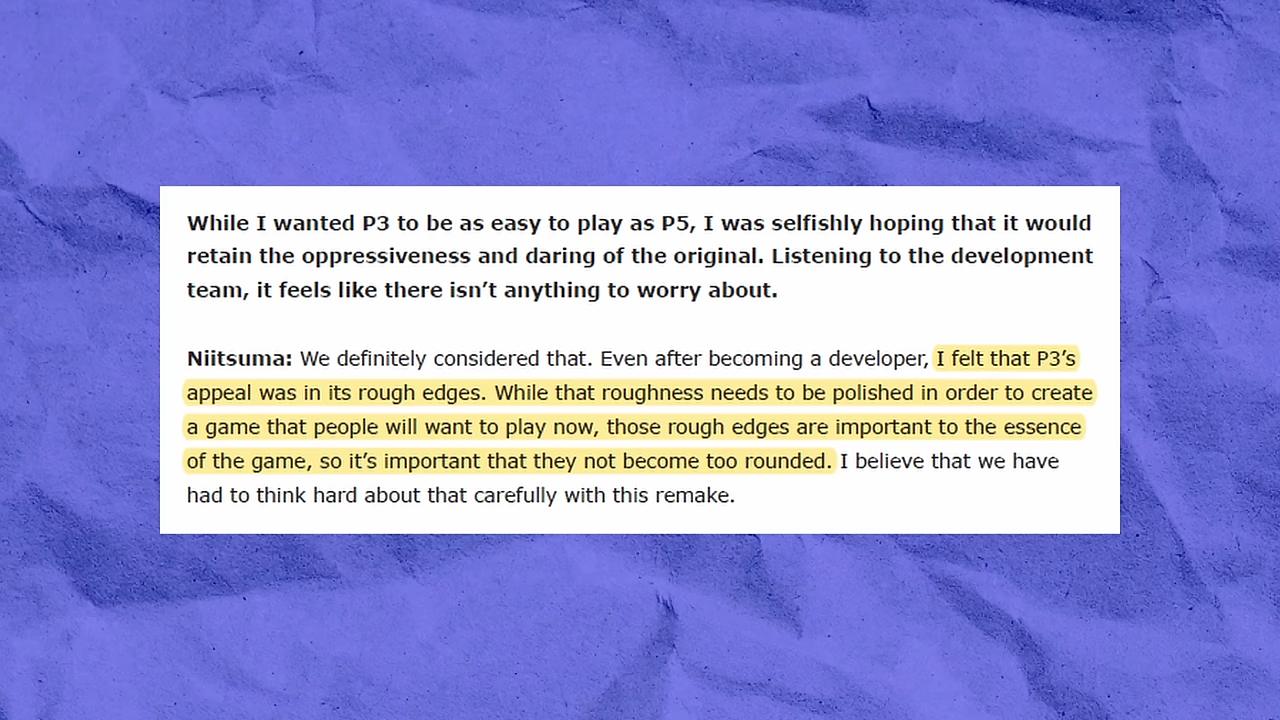 While I wanted P3 to be as easy to play as P5, I was selfishly hoping that it would
retain the oppressiveness and daring of the original. Listening to the development
team, it feels like there isn’t anything to worry about.
Niitsuma: We definitely considered that. Even after becoming a developer, I felt that P3’s
appeal was in its rough edges. While that roughness needs to be polished in order to create
a game that people will want to play now, those rough edges are important to the essence
of the game, so it’s important that they not become too rounded. I believe that we have
had to think hard about that carefully with this remake.